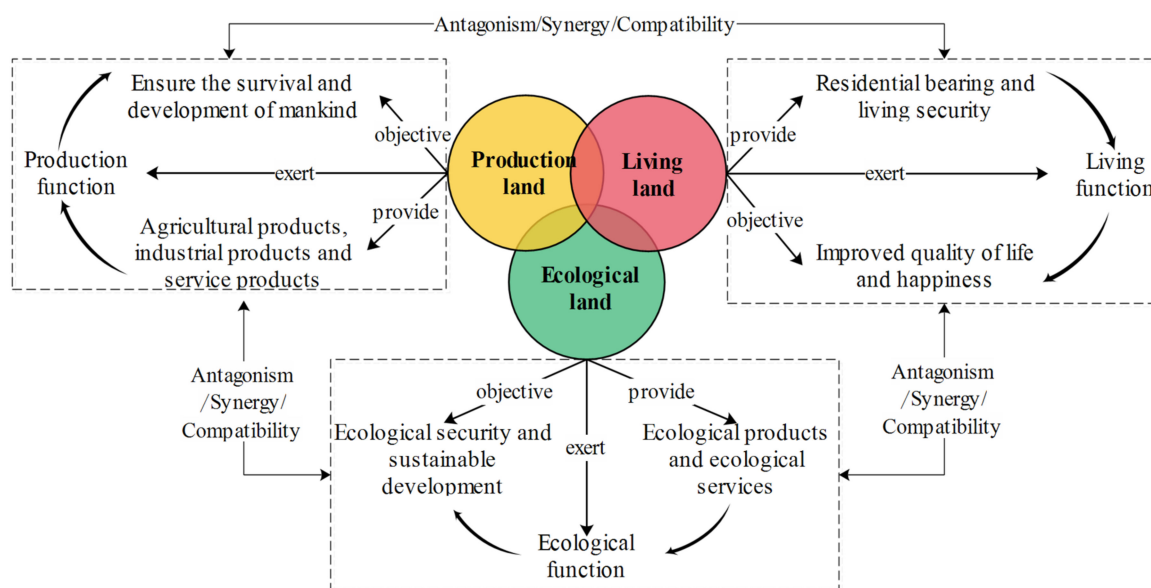 Antagonism/Synergy/Compatibility
Ensure the survival and
development of mankind
objective
Production
function
exert
provide
Agricultural products,
industrial products and
service products
Production
land
Living
land
Ecological
land
Residential bearing and
living security
provide
exert
Living
function
objective
Improved quality of life
and happiness
Antagonism
/Synergy/
Compatibility
objective
provide
exert
Ecological security and
sustainable
development
Ecological products
and ecological
services
Ecological
function
Antagonism
/Synergy/
Compatibility